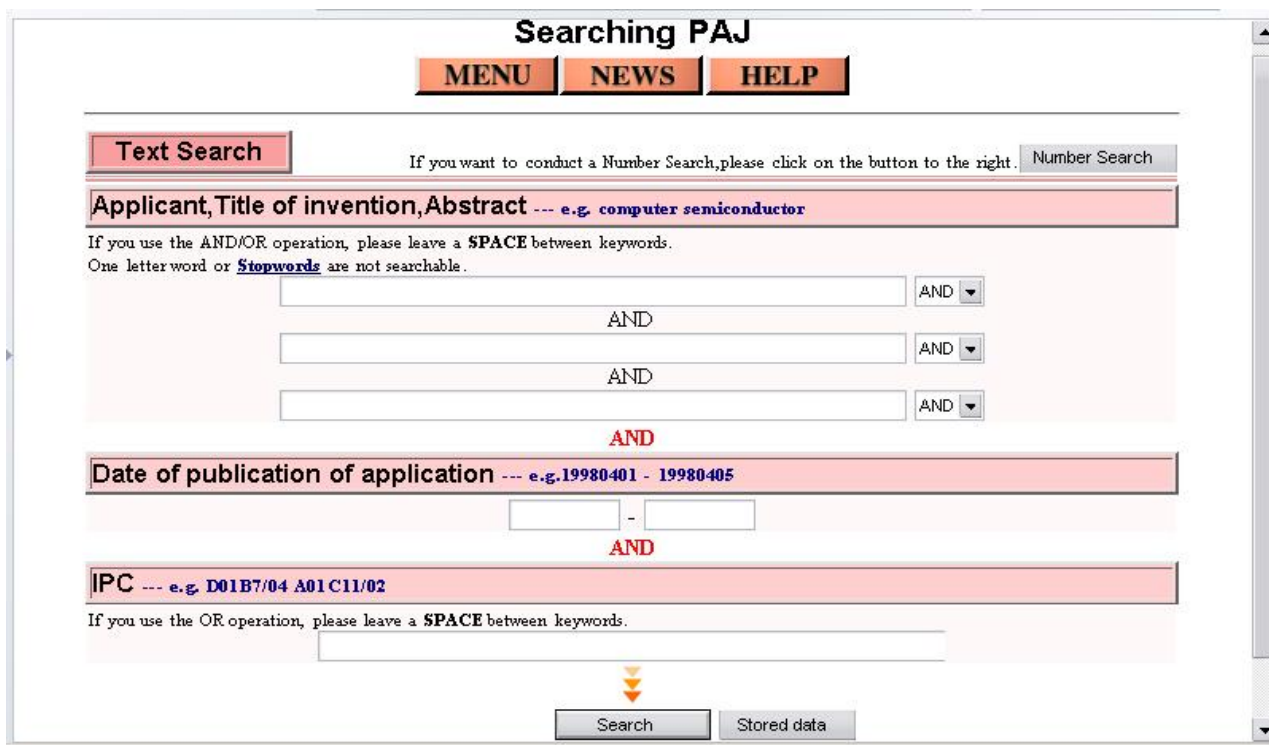 Searching PAJ
MENU NEWS HELP
Text Search If you want to conduct a Number Search,please click on the button to the right. Number Search
Applicant,Title of invention,Abstract --- e.g. computer semiconductor
If you use the AND/OR operation, please leave a SPACE between keywords.
One letter word or Stopwords are not searchable.
AND
AND
AND
AND
AND
AND
Date of publication of application --- e.g.19980401 - 19980405
-
AND
IPC --- e.g. D01B7/04 A01C11/02
If you use the OR operation, please leave a SPACE between keywords.
Search Stored data